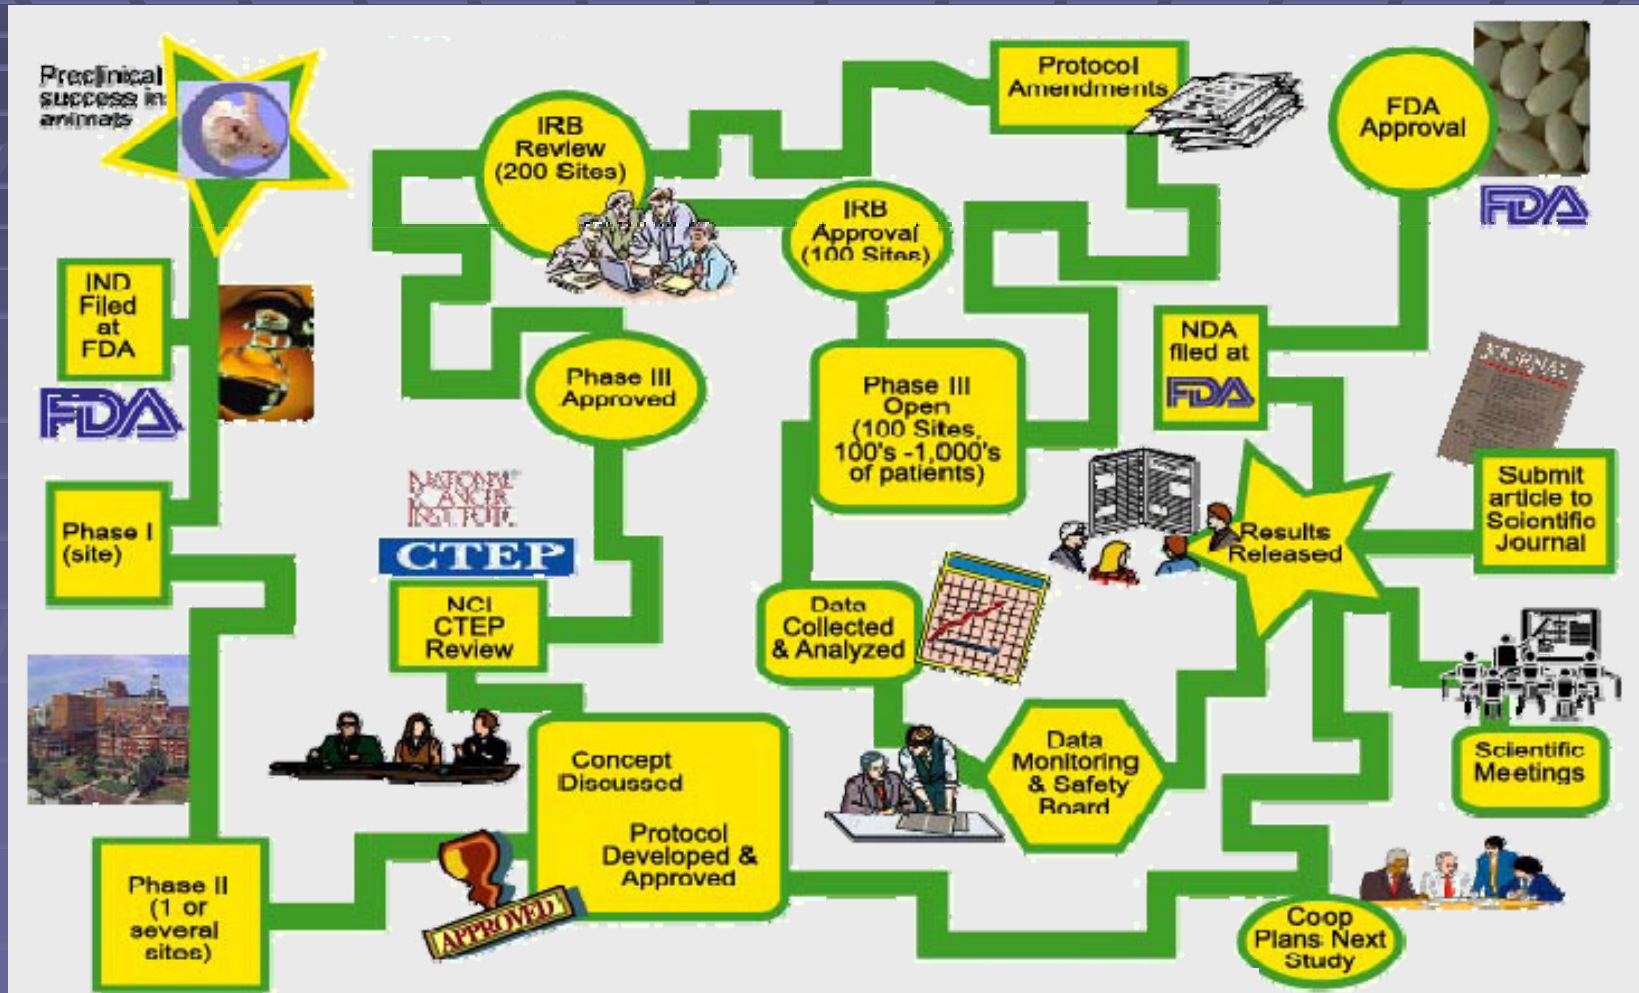 Preclinical
success in
animals
IND
Filed
at
FDA
FDA
Phase I
(site)
Phase II
(1 or
several
sites)
APPROVED!
Concept
Discussed
Protocol
Developed &
Approved
NCI
CTEP
Review
NATIONAL
CANCER
INSTITUTE
CTEP
Phase III
Approved
IRB
Review
(200 Sites)
Protocol
Amendments
IRB
Approval
(100 Sites)
Phase III
Open
(100 Sites,
100's -1,000's
of patients)
Data
Collected
& Analyzed
Data
Monitoring
& Safety
Board
Results
Released
NDA
filed at
FDA
FDA
Approval
FDA
JOURNAL
Submit
article to
Scientific
Journal
Scientific
Meetings
Coop
Plans Next
Study